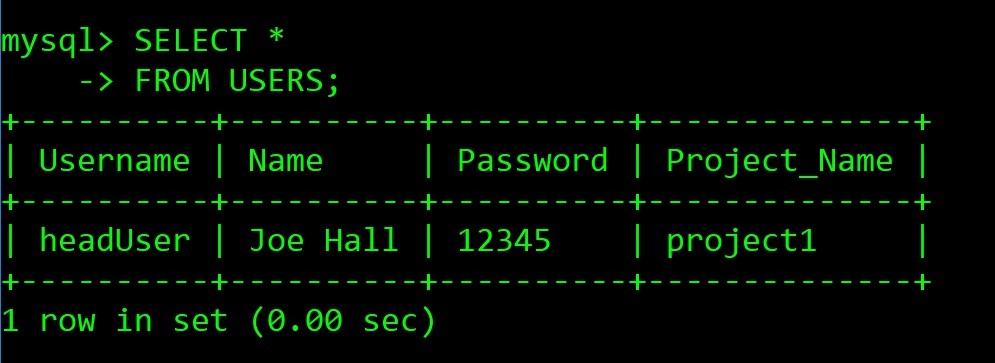 mysql> SELECT *
    -> FROM USERS;
+----------+----------+----------+--------------+
| Username | Name     | Password | Project_Name |
+----------+----------+----------+--------------+
| headUser | Joe Hall | 12345    | project1     |
+----------+----------+----------+--------------+
1 row in set (0.00 sec)